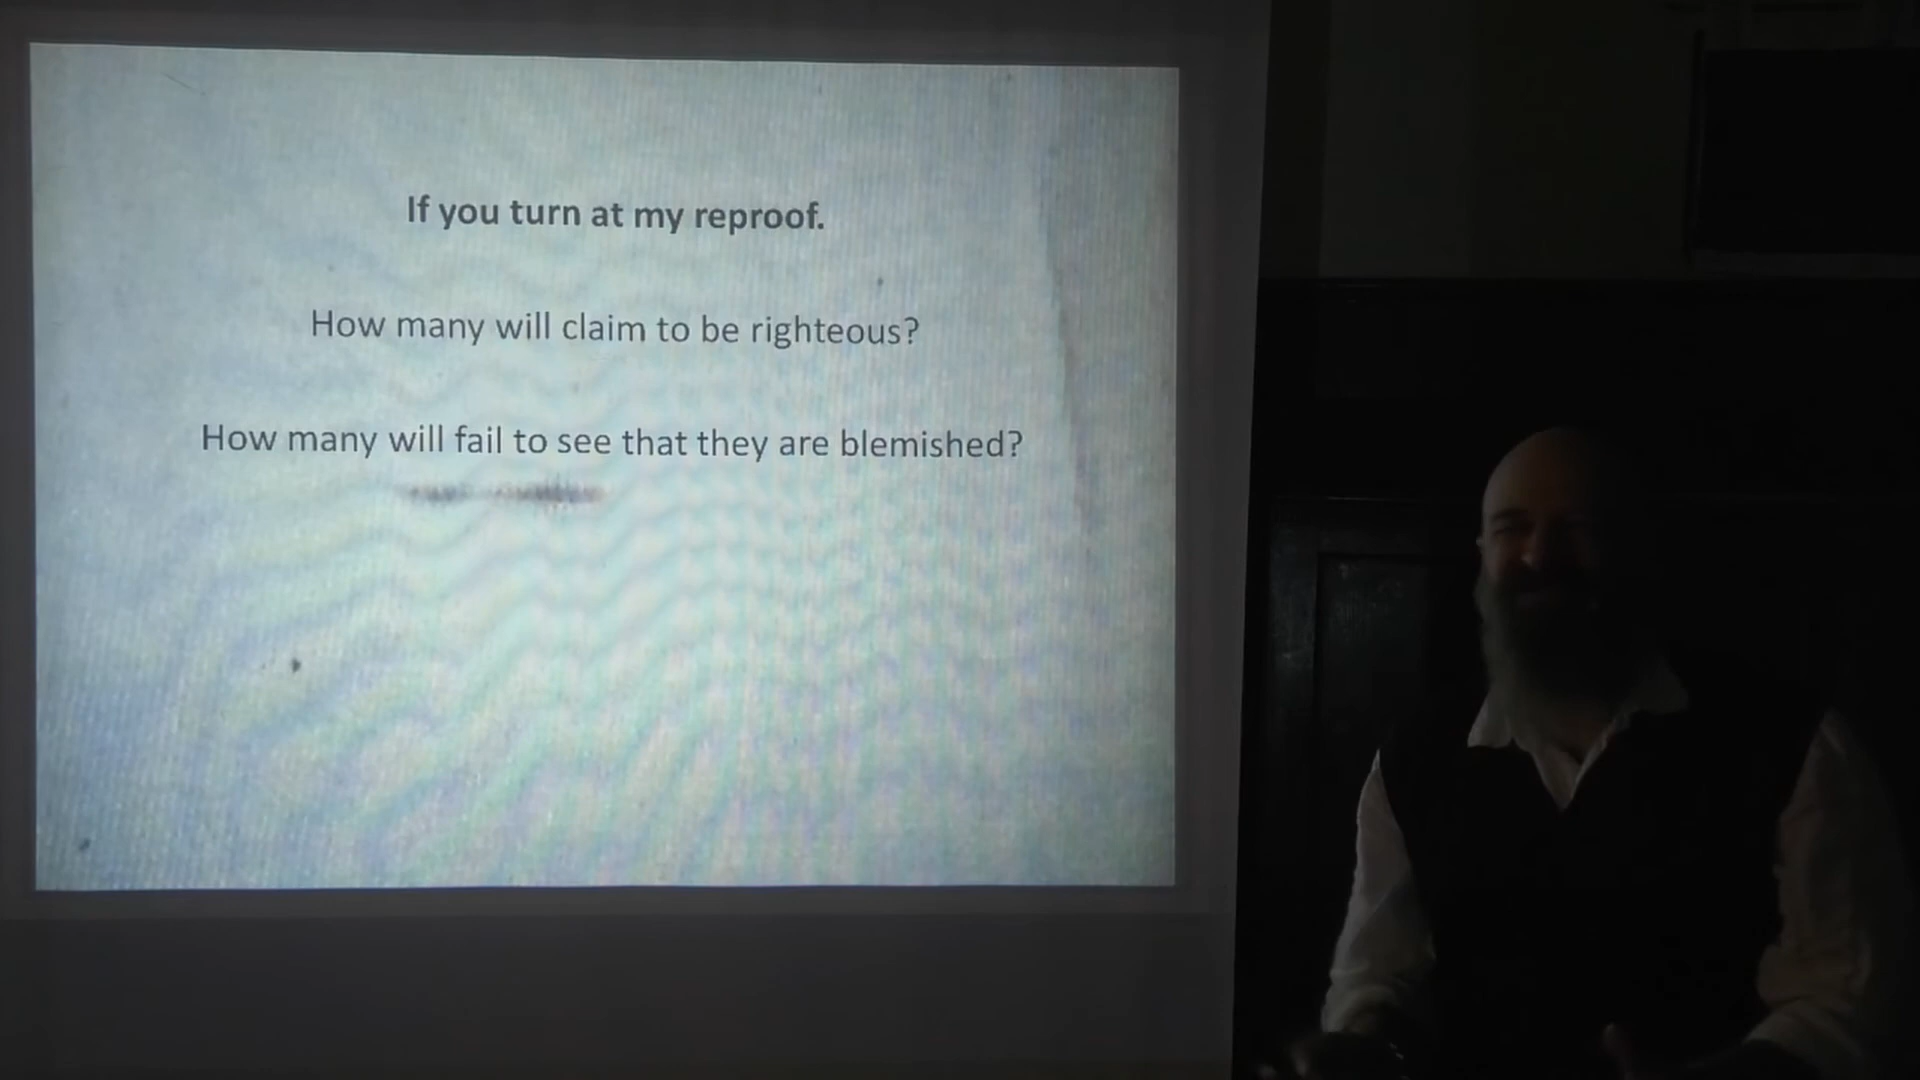 If you turn at my reproof.
How many will claim to be righteous?
How many will fail to see that they are blemished?